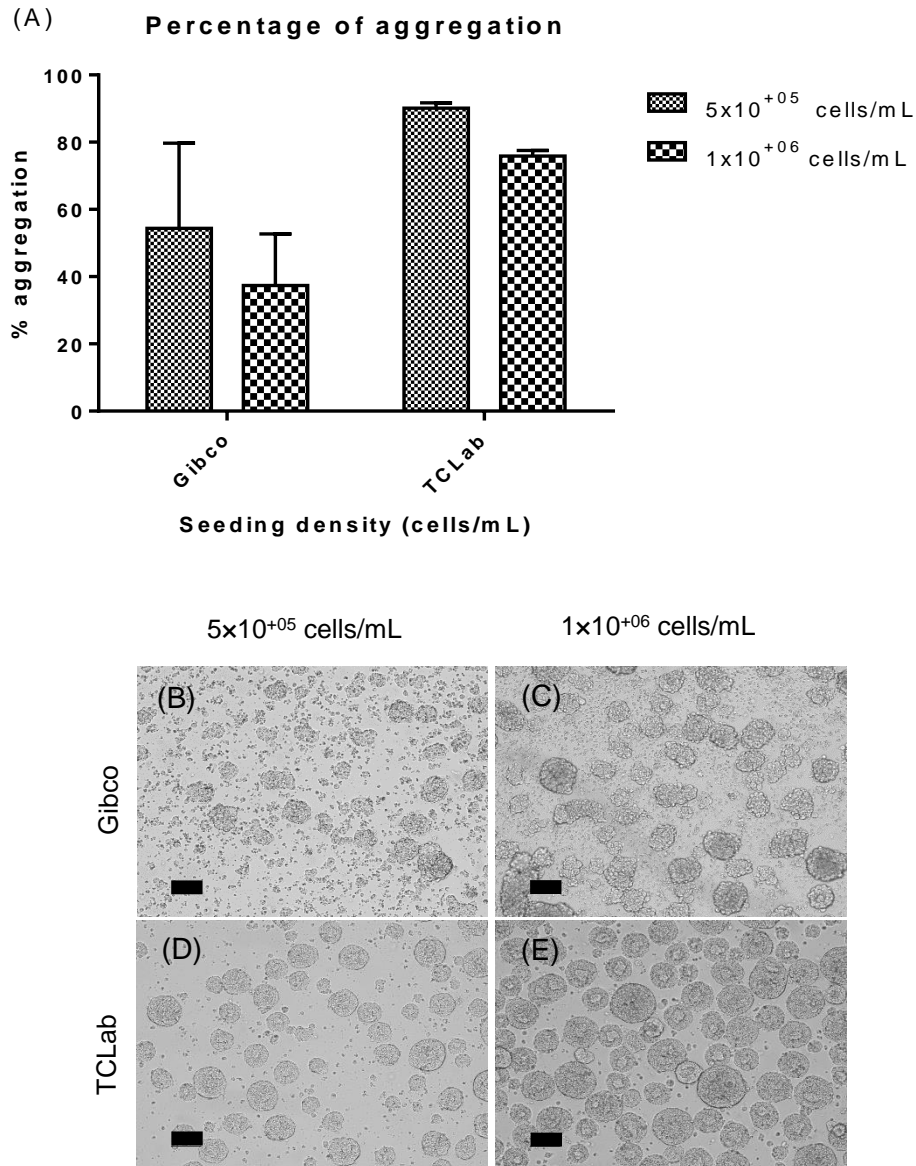 (A)
Percentage of aggregation
100
80
60
40
20
0
% aggregation
5x10⁺⁰⁵ cells/mL
1x10⁺⁰⁶ cells/mL
Gibco
TCLab
Seeding density (cells/mL)
5×10⁺⁰⁵ cells/mL
1×10⁺⁰⁶ cells/mL
Gibco
(B)
(C)
TCLab
(D)
(E)